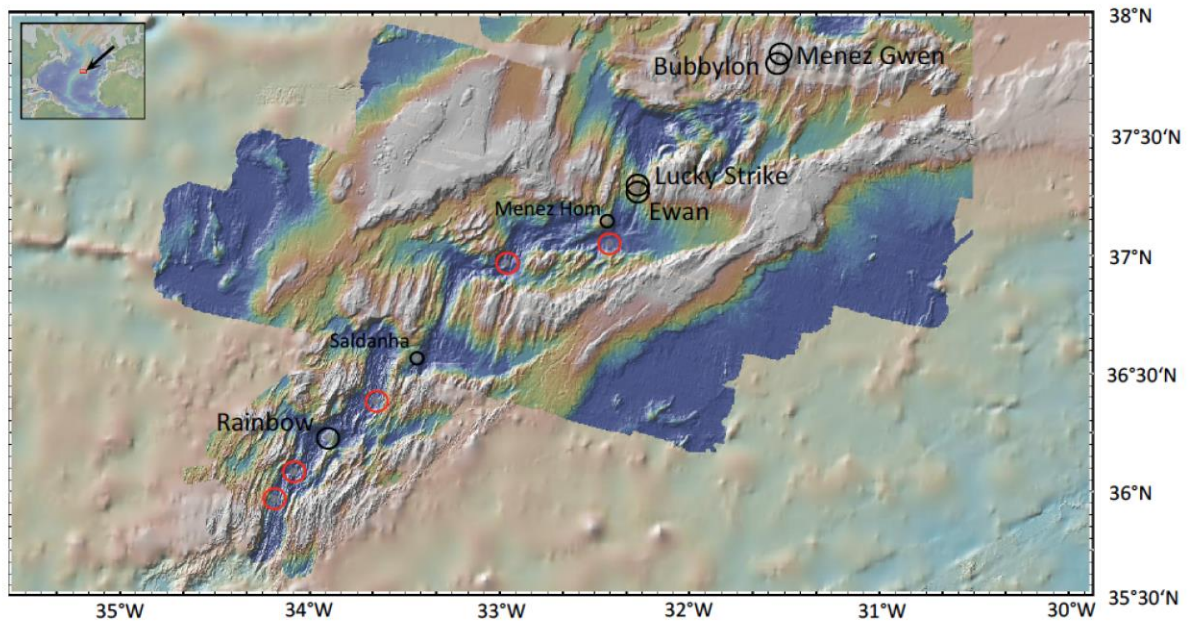 38°N
Menez Gwen
Bubbylon
37°30‘N
Lucky Strike
Ewan
Menez Hom
37°N
Saldanha
36°30‘N
Rainbow
36°N
35°30‘N
35°W
34°W
33°W
32°W
31°W
30°W